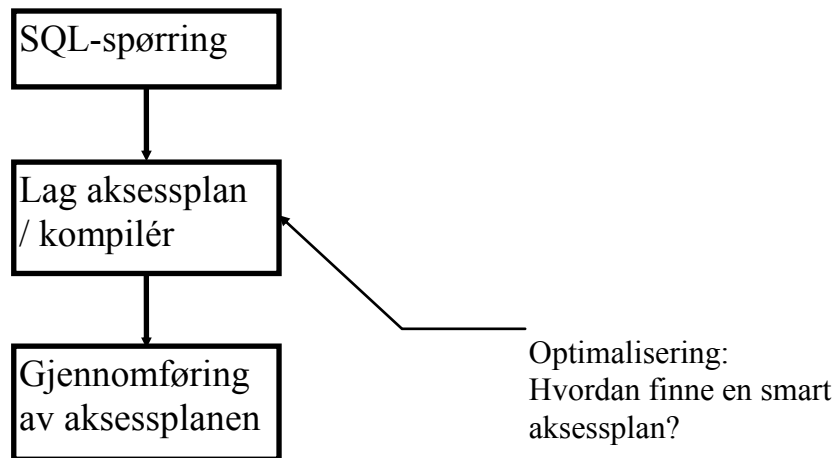 SQL-spørring
Lag aksessplan
/ kompilér
Gjennomføring
av aksessplanen
Optimalisering:
Hvordan finne en smart
aksessplan?